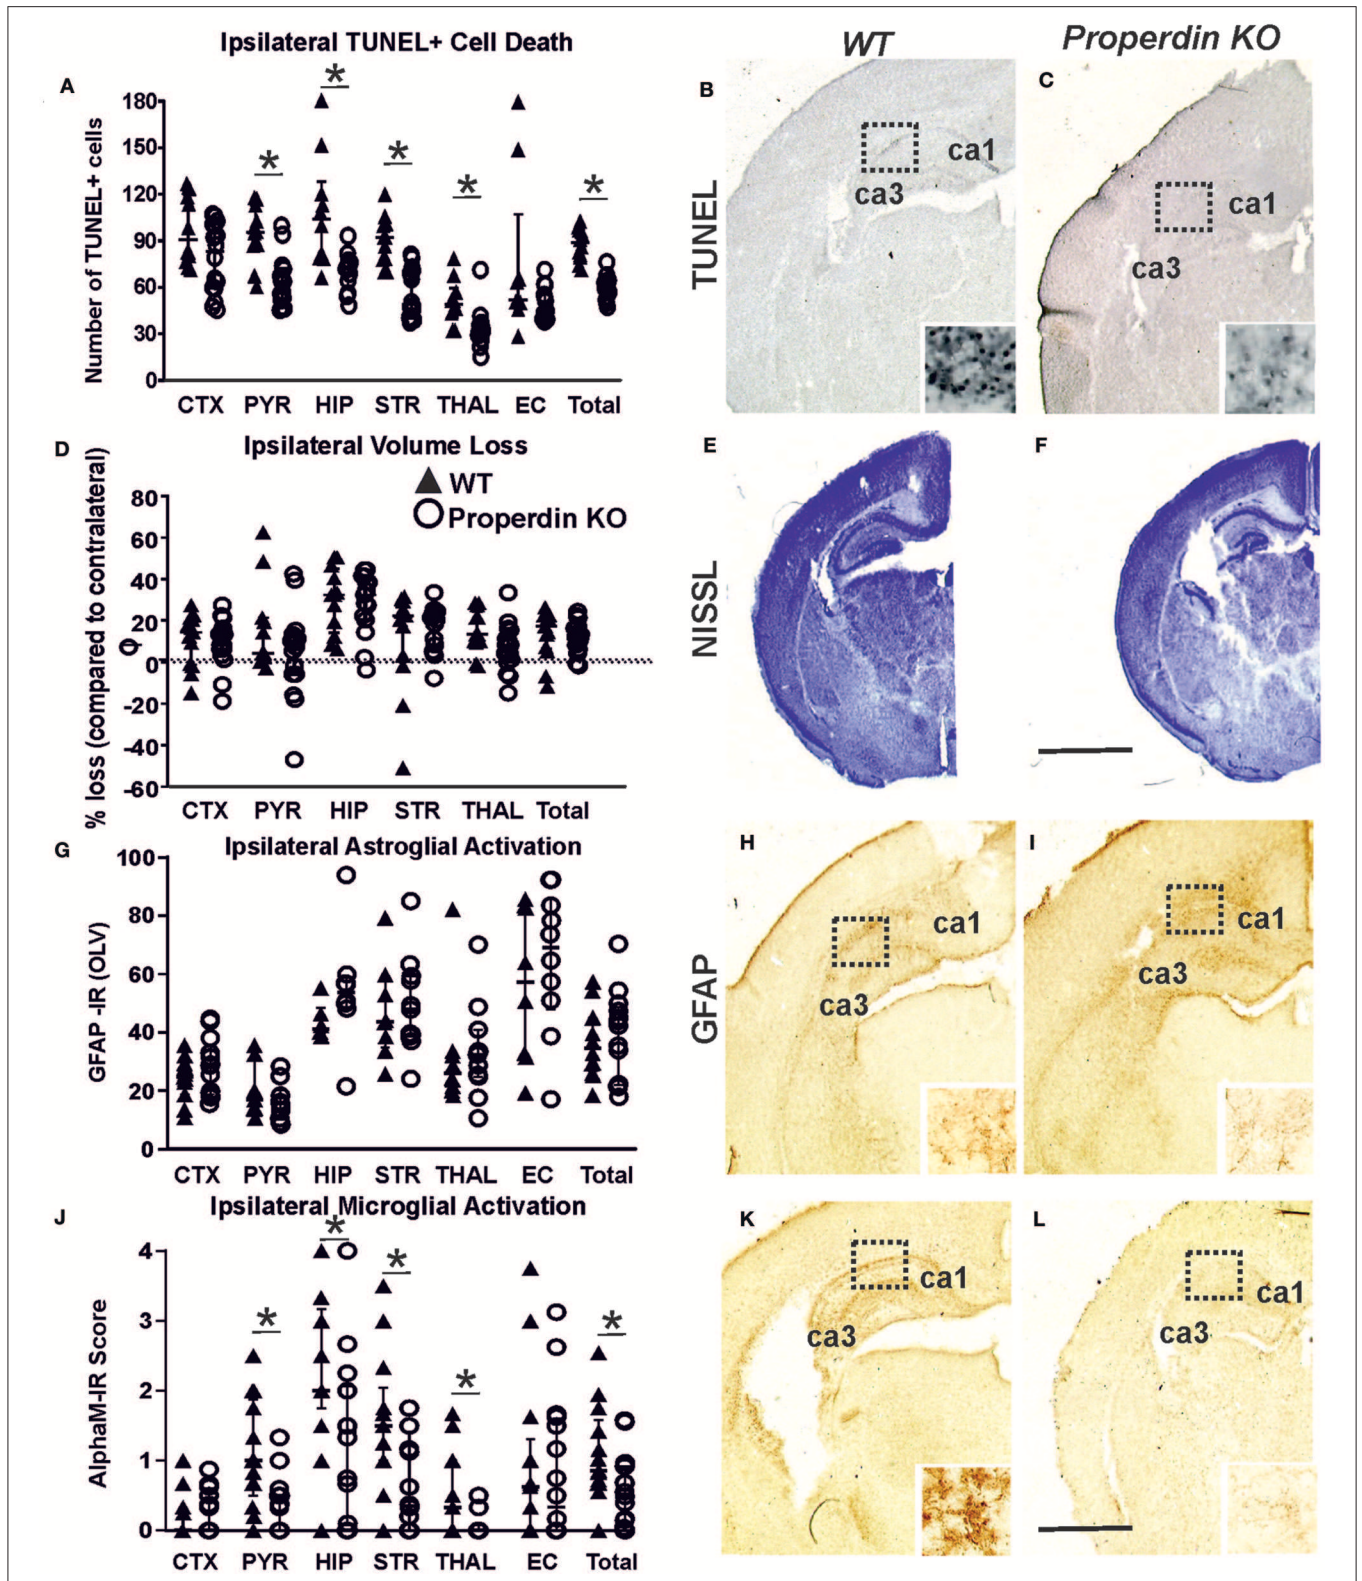 Ipsilateral TUNEL+ Cell Death
WT
Properdin KO
A
Number of TUNEL+ cells
180
150
120
90
60
30
0
*
*
*
*
*
CTX PYR HIP STR THAL EC Total
TUNEL
B
ca1
ca3
C
ca1
ca3
D
Ipsilateral Volume Loss
WT
Properdin KO
% loss (compared to contralateral)
80
60
40
20
0
-20
-40
-60
CTX PYR HIP STR THAL Total
NISSL
E
F
G
Ipsilateral Astroglial Activation
GFAP -IR (OLV)
100
80
60
40
20
0
CTX PYR HIP STR THAL EC Total
GFAP
H
ca1
ca3
I
ca1
ca3
J
Ipsilateral Microglial Activation
AlphaM-IR Score
4
3
2
1
0
*
*
*
*
*
CTX PYR HIP STR THAL EC Total
K
ca1
ca3
L
ca1
ca3